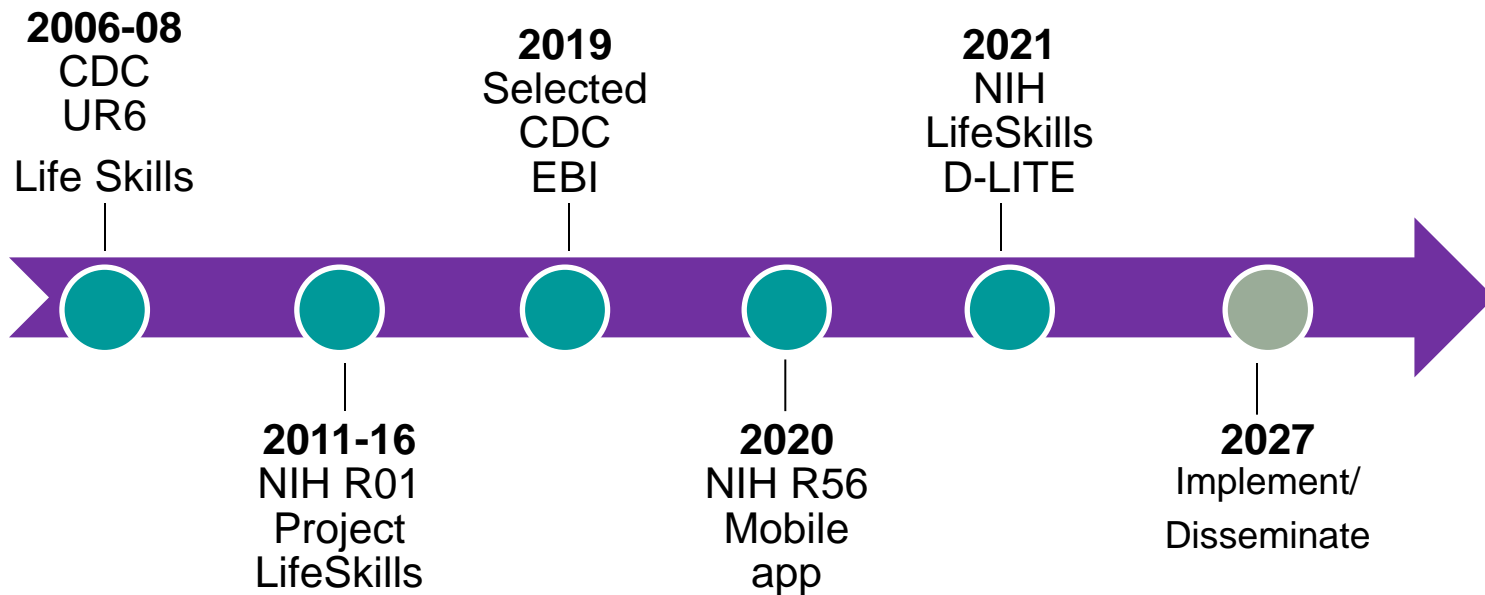 2006-08
CDC
UR6
Life Skills
2011-16
NIH R01
Project
LifeSkills
2019
Selected
CDC
EBI
2020
NIH R56
Mobile
app
2021
NIH
LifeSkills
D-LITE
2027
Implement/
Disseminate